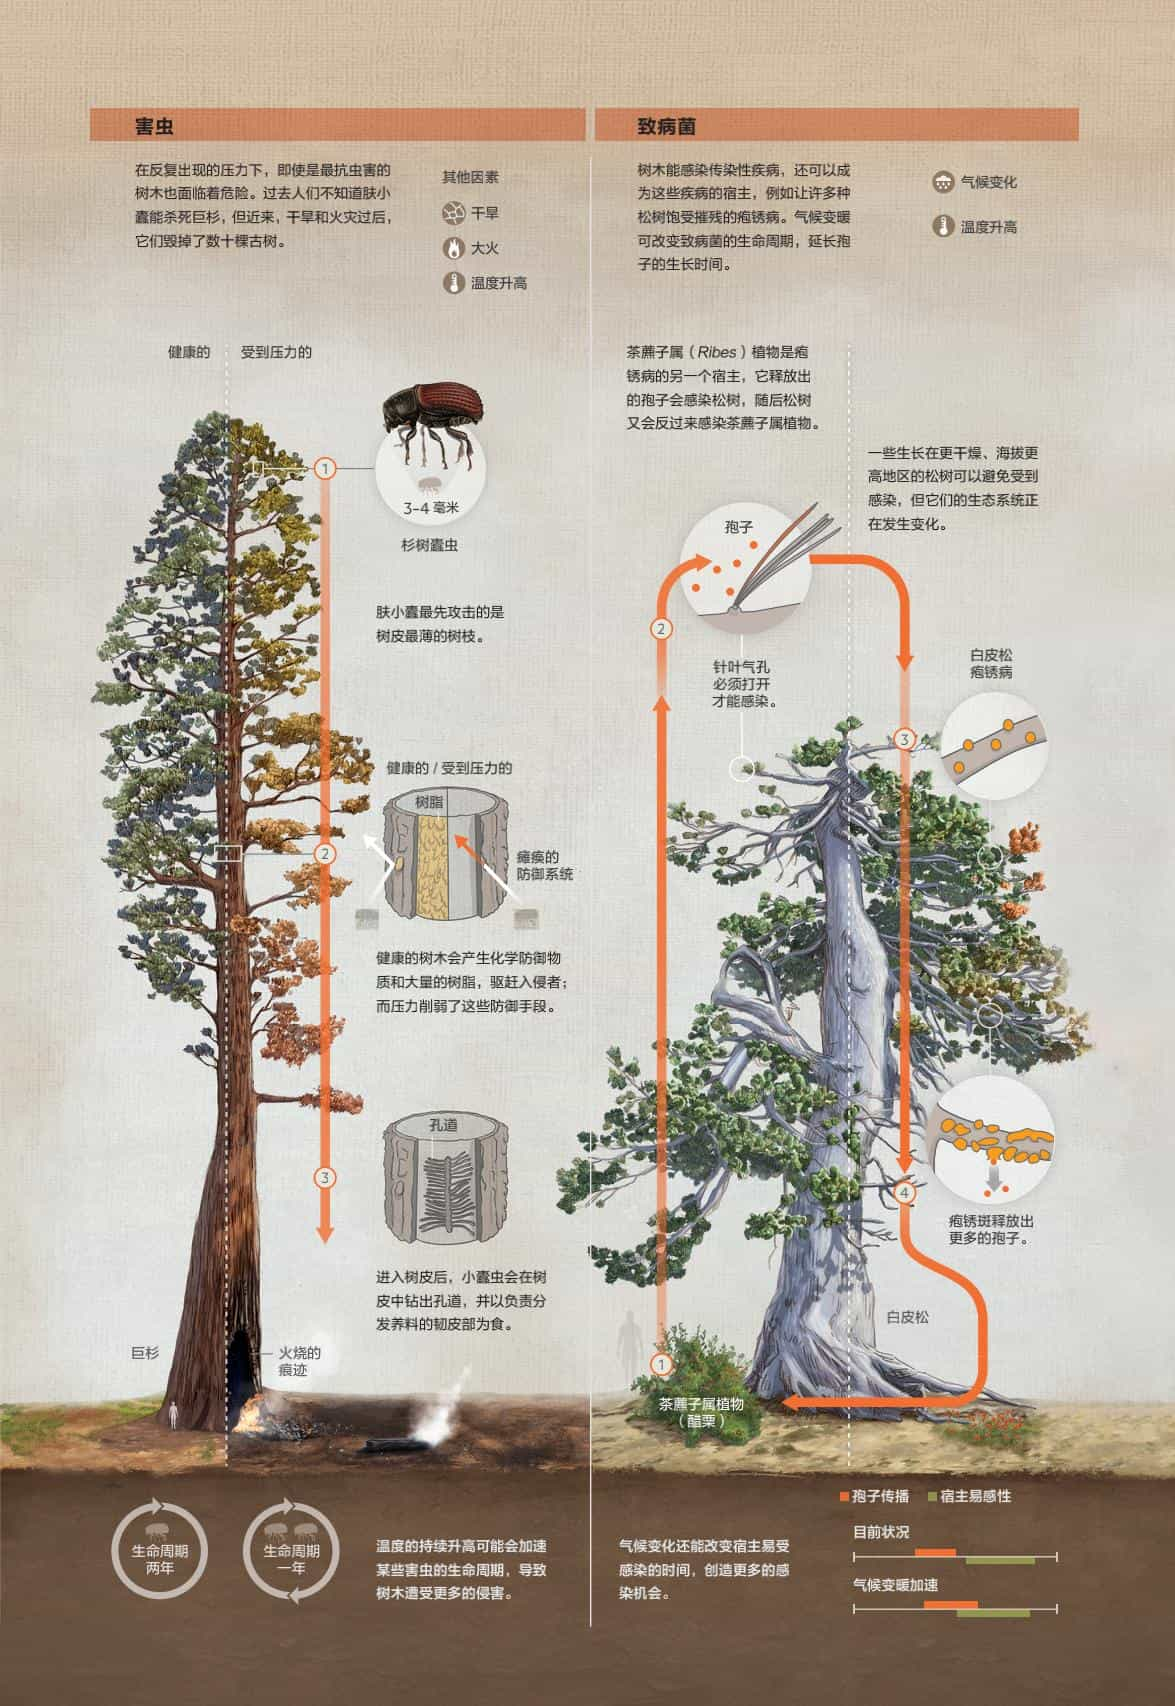 害虫
在反复出现的压力下，即使是最抗虫害的
树木也面临着危险。过去人们不知道肤小
蠹能杀死巨杉，但近来，干旱和火灾过后，
它们毁掉了数十棵古树。
其他因素
干旱
大火
温度升高
健康的
受到压力的
1
3-4 毫米
杉树蠹虫
肤小蠹最先攻击的是
树皮最薄的树枝。
健康的 / 受到压力的
树脂
2
瘫痪的
防御系统
健康的树木会产生化学防御物
质和大量的树脂，驱赶入侵者；
而压力削弱了这些防御手段。
孔道
3
进入树皮后，小蠹虫会在树
皮中钻出孔道，并以负责分
发养料的韧皮部为食。
巨杉
火烧的
痕迹
生命周期
两年
生命周期
一年
温度的持续升高可能会加速
某些害虫的生命周期，导致
树木遭受更多的侵害。
致病菌
树木能感染传染性疾病，还可以成
为这些疾病的宿主，例如让许多种
松树饱受摧残的疱锈病。气候变暖
可改变致病菌的生命周期，延长孢
子的生长时间。
气候变化
温度升高
茶藨子属（Ribes）植物是疱
锈病的另一个宿主，它释放出
的孢子会感染松树，随后松树
又会反过来感染茶藨子属植物。
一些生长在更干燥、海拔更
高地区的松树可以避免受到
感染，但它们的生态系统正
在发生变化。
孢子
2
针叶气孔
必须打开
才能感染。
白皮松
疱锈病
3
4
疱锈斑释放出
更多的孢子。
白皮松
1
茶藨子属植物
（醋栗）
气候变化还能改变宿主易受
感染的时间，创造更多的感
染机会。
孢子传播
宿主易感性
目前状况
气候变暖加速